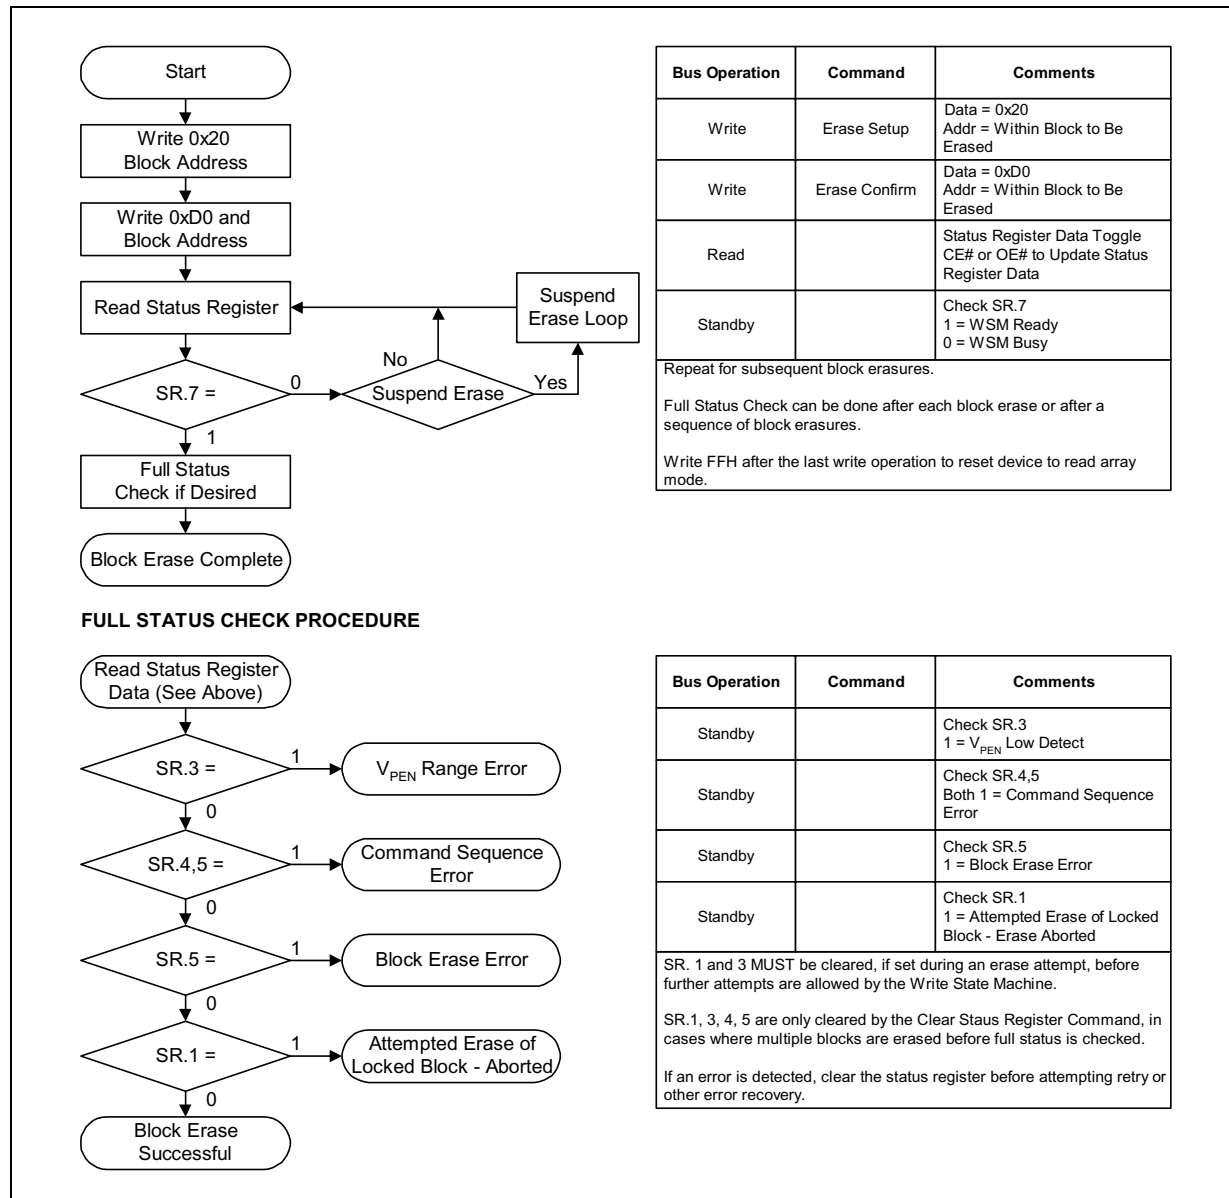 Start
Write 0x20
Block Address
Write 0xD0 and
Block Address
Read Status Register
Suspend
Erase Loop
No
SR.7 =
0
Suspend Erase
Yes
1
Full Status
Check if Desired
Block Erase Complete
Bus Operation Command Comments
Write Erase Setup
Data = 0x20
Addr = Within Block to Be
Erased
Write Erase Confirm
Data = 0xD0
Addr = Within Block to Be
Erased
Read
Status Register Data Toggle
CE# or OE# to Update Status
Register Data
Standby
Check SR.7
1 = WSM Ready
0 = WSM Busy
Repeat for subsequent block erasures.
Full Status Check can be done after each block erase or after a
sequence of block erasures.
Write FFH after the last write operation to reset device to read array
mode.
FULL STATUS CHECK PROCEDURE
Read Status Register
Data (See Above)
SR.3 =
1
VPEN Range Error
0
SR.4,5 =
1
Command Sequence
Error
0
SR.5 =
1
Block Erase Error
0
SR.1 =
1
Attempted Erase of
Locked Block - Aborted
0
Block Erase
Successful
Bus Operation Command Comments
Standby
Check SR.3
1 = VPEN Low Detect
Standby
Check SR.4,5
Both 1 = Command Sequence
Error
Standby
Check SR.5
1 = Block Erase Error
Standby
Check SR.1
1 = Attempted Erase of Locked
Block - Erase Aborted
SR. 1 and 3 MUST be cleared, if set during an erase attempt, before
further attempts are allowed by the Write State Machine.
SR.1, 3, 4, 5 are only cleared by the Clear Staus Register Command, in
cases where multiple blocks are erased before full status is checked.
If an error is detected, clear the status register before attempting retry or
other error recovery.